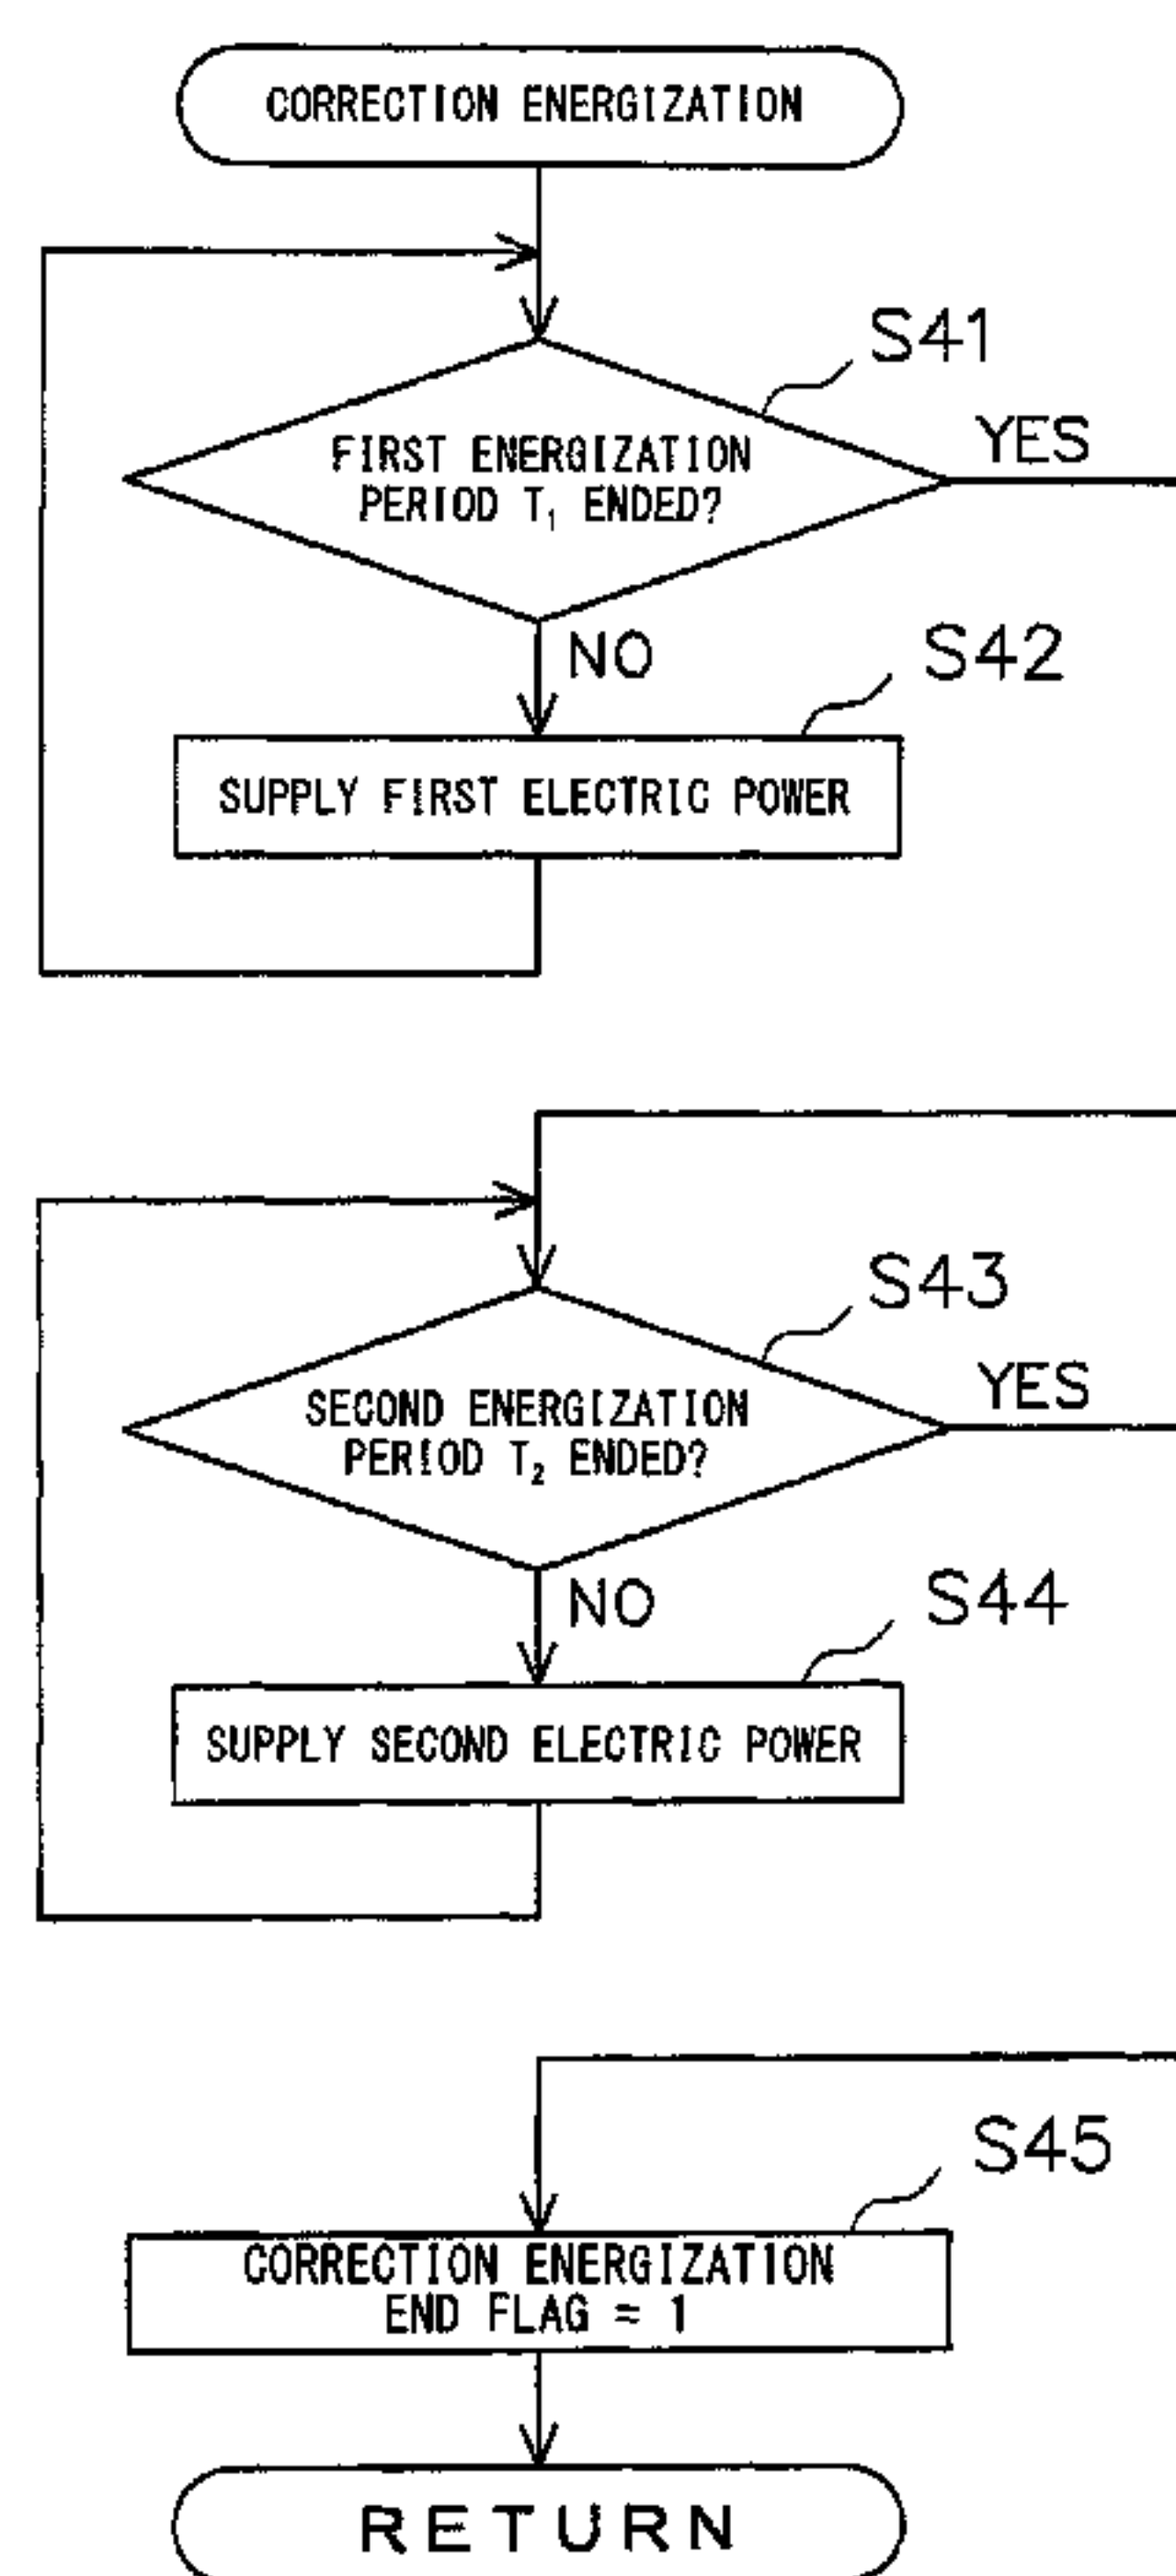 CORRECTION ENERGIZATION
S41
YES
FIRST ENERGIZATION
PERIOD T₁ ENDED?
NO
S42
SUPPLY FIRST ELECTRIC POWER
S43
YES
SECOND ENERGIZATION
PERIOD T₂ ENDED?
NO
S44
SUPPLY SECOND ELECTRIC POWER
S45
CORRECTION ENERGIZATION
END FLAG = 1
RETURN